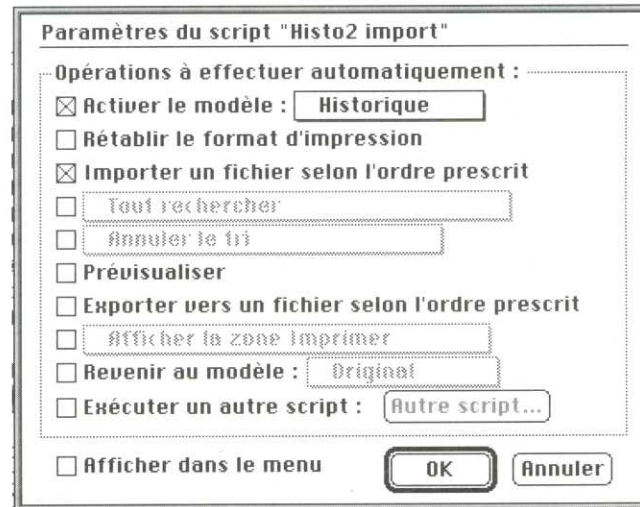 Paramètres du script "Histo2 import"
Opérations à effectuer automatiquement :
Activer le modèle : Historique
Rétablir le format d'impression
Importer un fichier selon l'ordre prescrit
Tout rechercher
Annuler le tri
Prévisualiser
Exporter vers un fichier selon l'ordre prescrit
Afficher la zone Imprimer
Revenir au modèle : Original
Exécuter un autre script : Autre script...
Afficher dans le menu OK Annuler